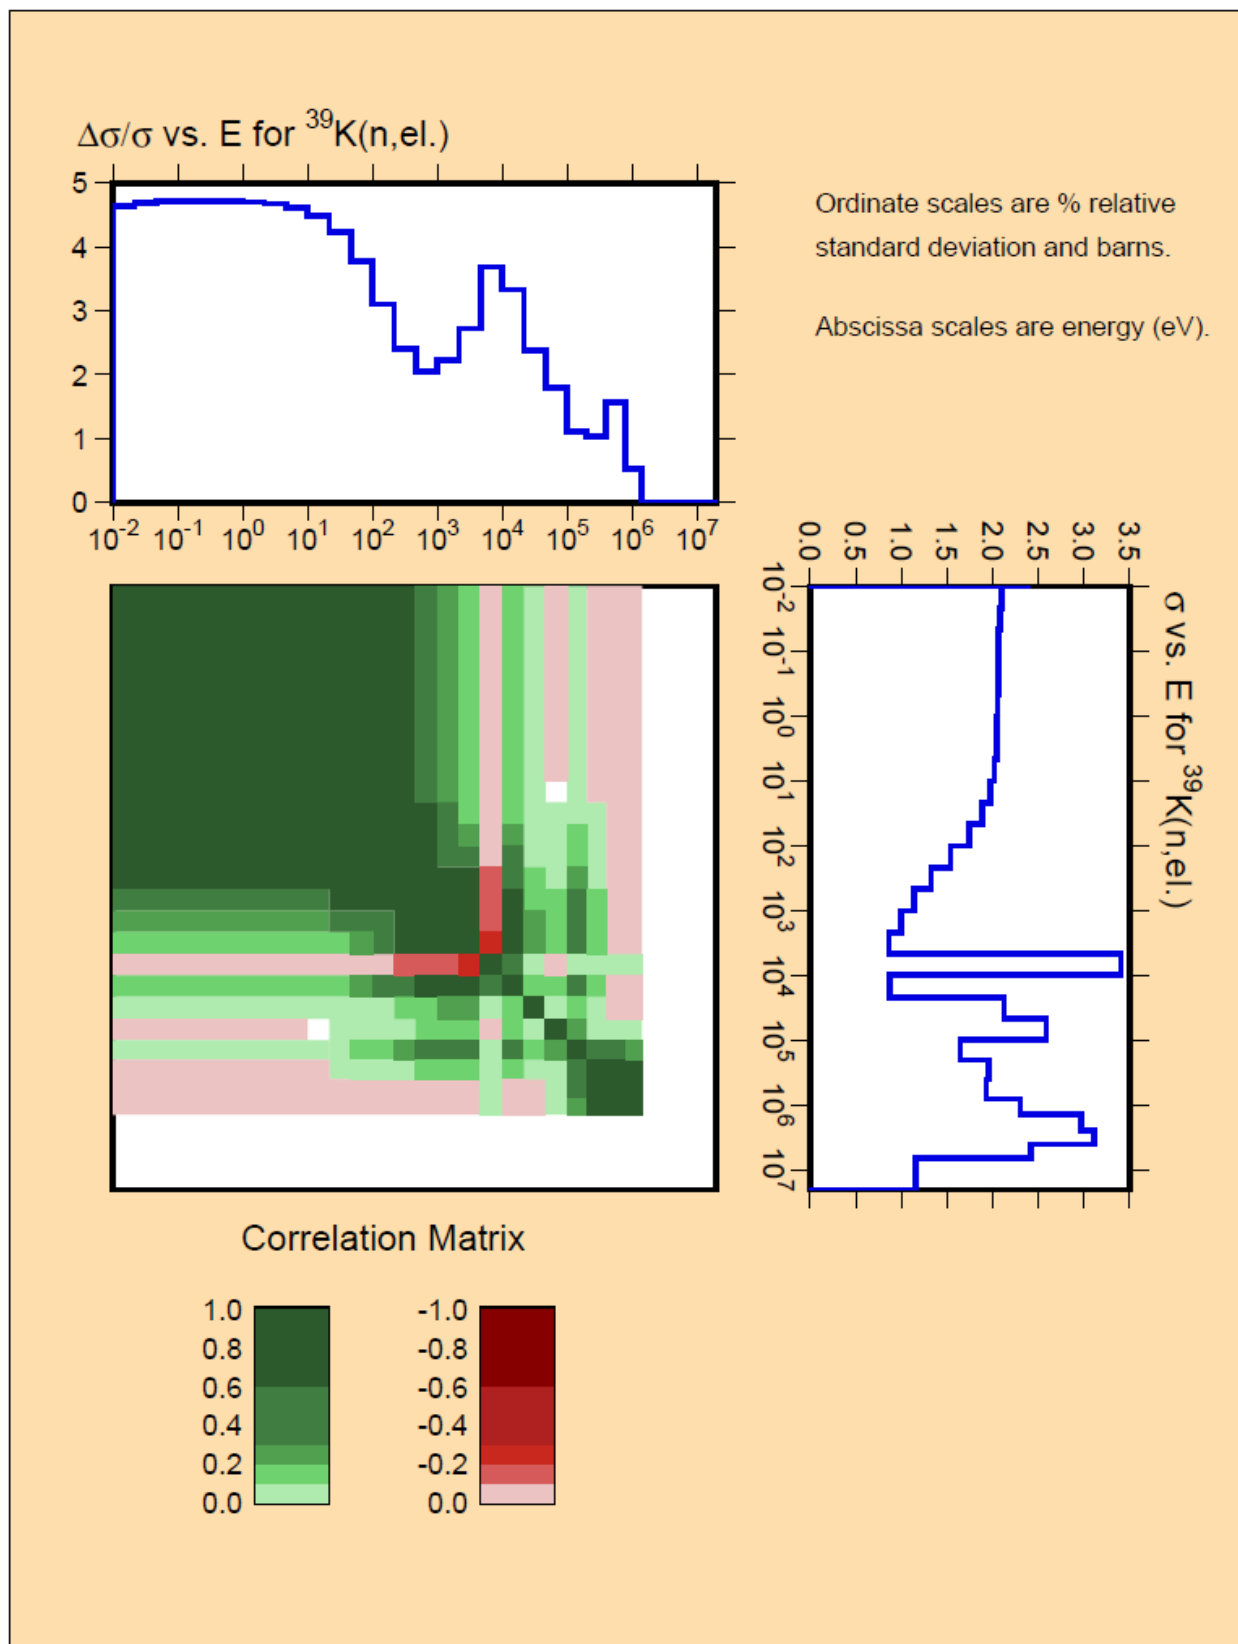 Δσ/σ vs. E for ³⁹K(n,el.)
5
4
3
2
1
0
10⁻² 10⁻¹ 10⁰ 10¹ 10² 10³ 10⁴ 10⁵ 10⁶ 10⁷
Ordinate scales are % relative
standard deviation and barns.
Abscissa scales are energy (eV).
0.0 0.5 1.0 1.5 2.0 2.5 3.0 3.5
10⁻² 10⁻¹ 10⁰ 10¹ 10² 10³ 10⁴ 10⁵ 10⁶ 10⁷
σ vs. E for ³⁹K(n,el.)
Correlation Matrix
1.0
0.8
0.6
0.4
0.2
0.0
-1.0
-0.8
-0.6
-0.4
-0.2
0.0